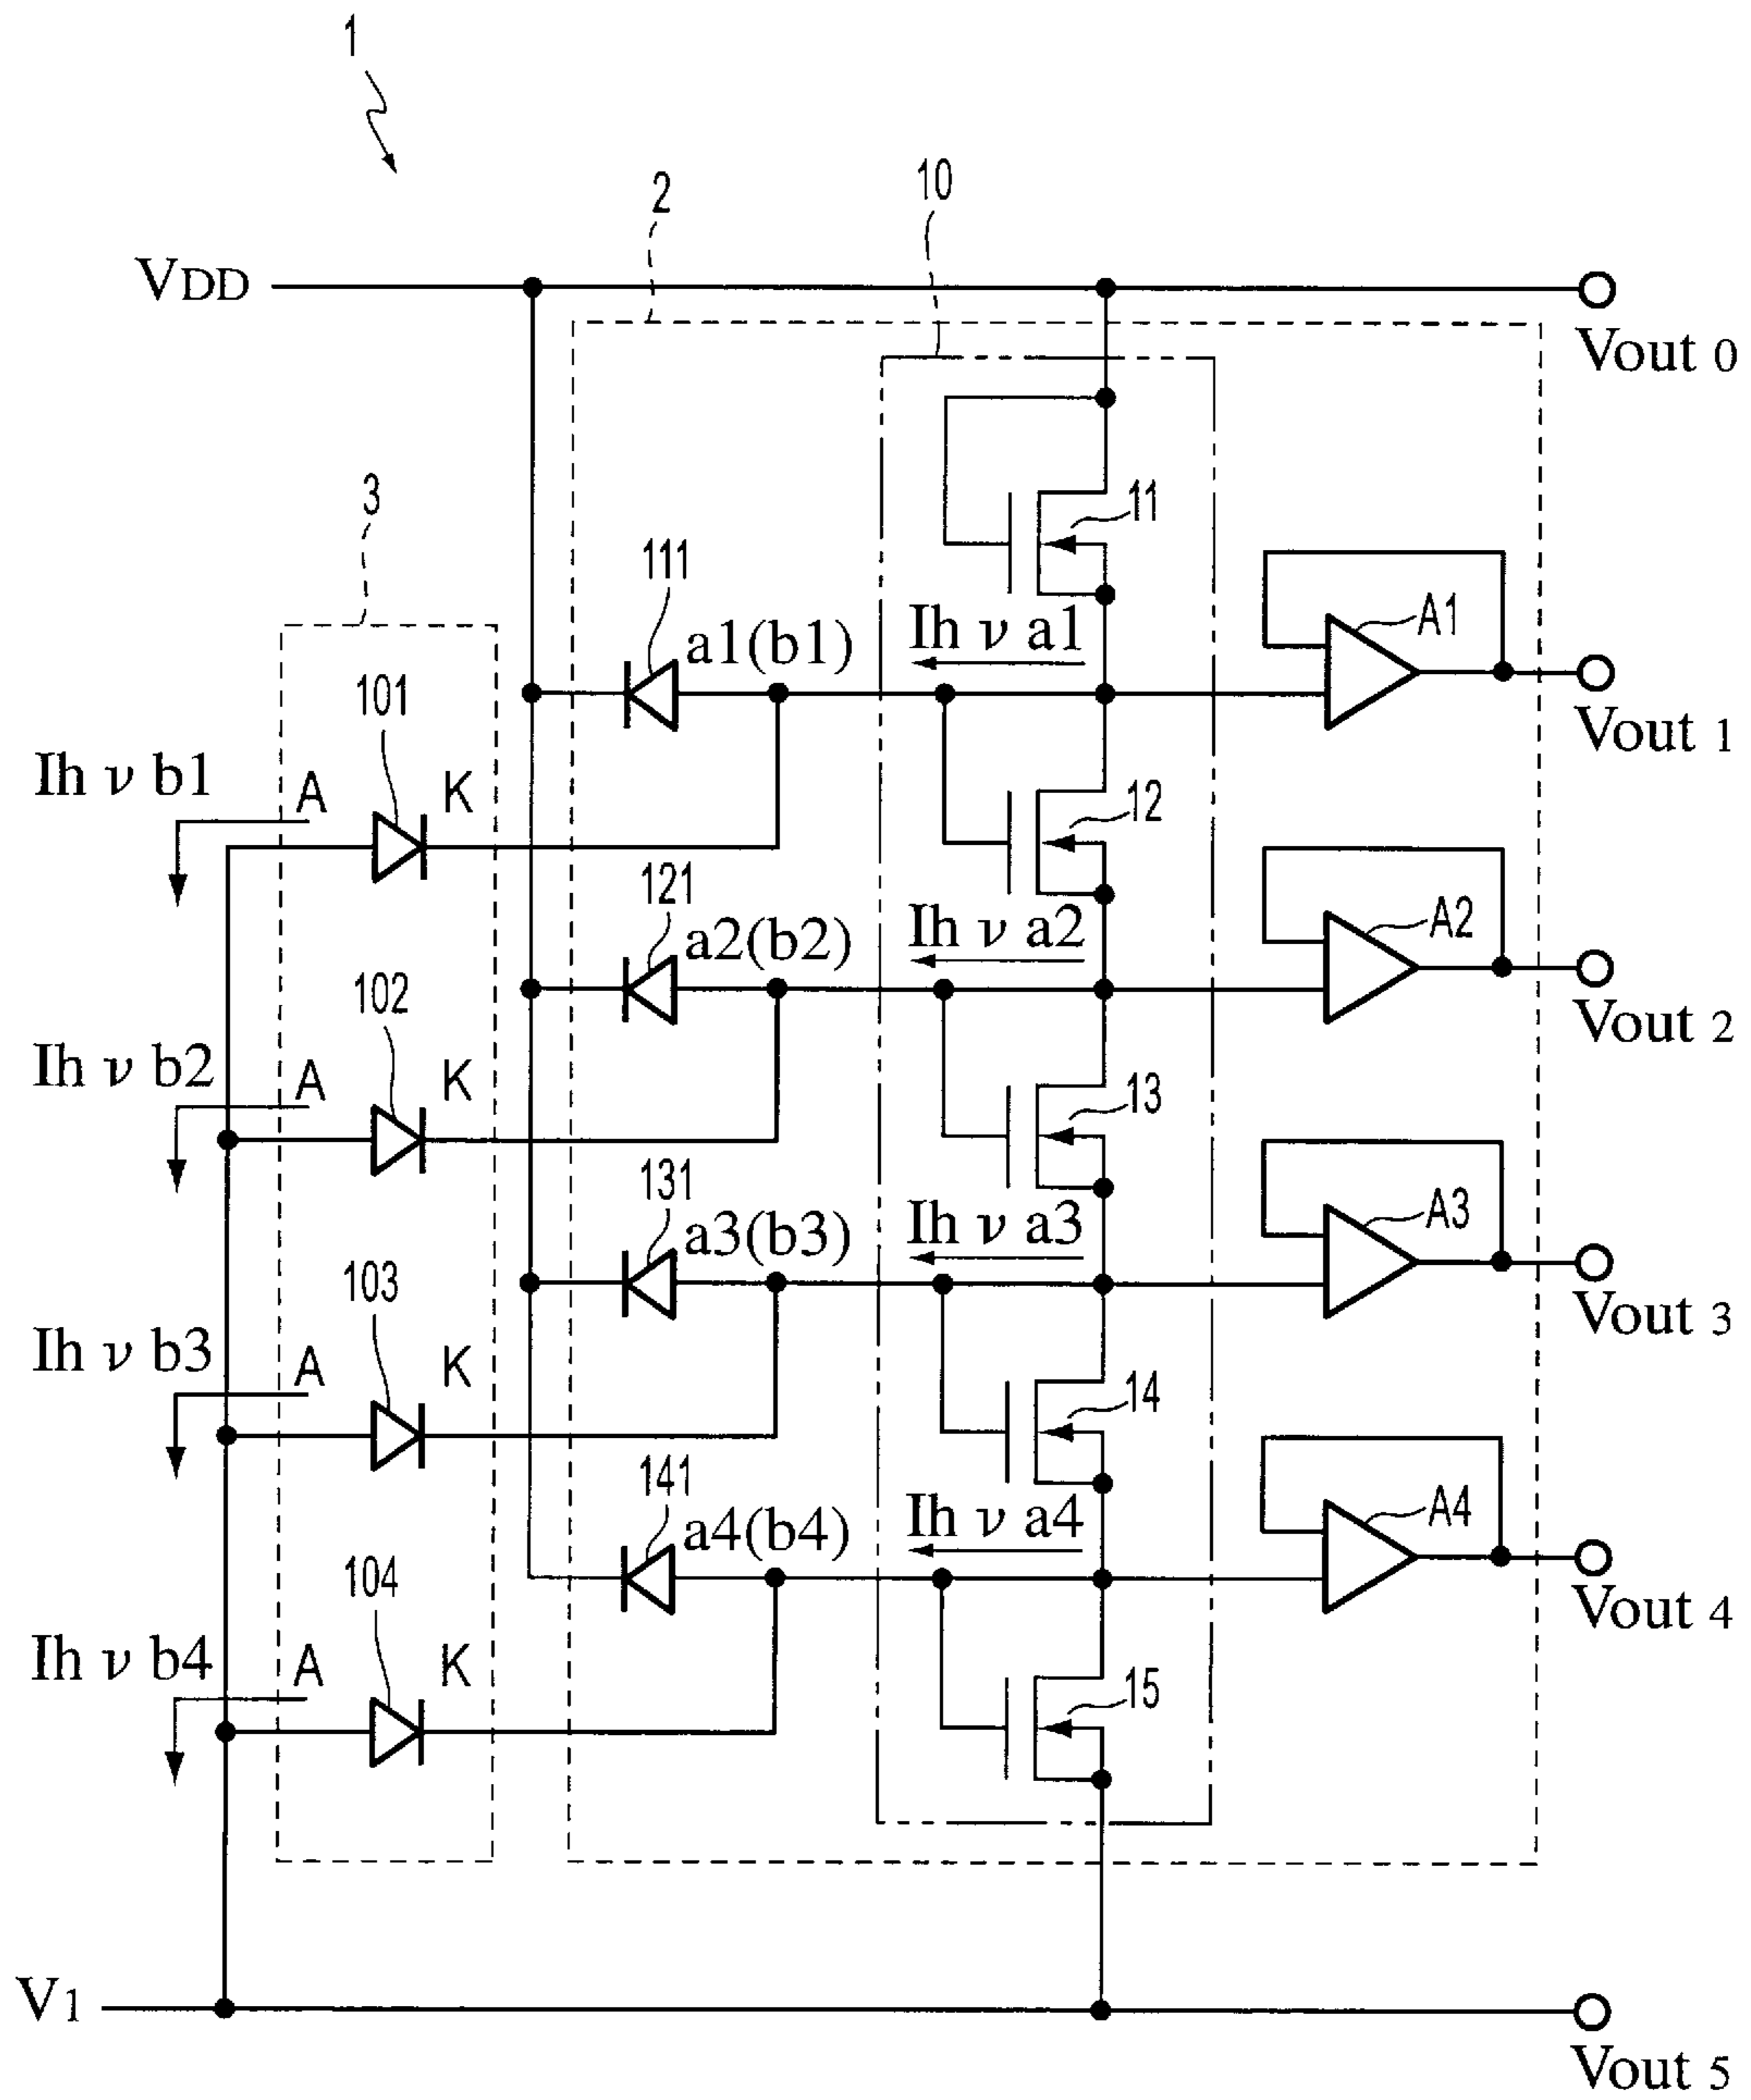 1
2
10
VDD
Vout 0
3
11
111
Ih ν a1
A1
a1(b1)
101
Ih ν b1
A
K
Vout 1
12
121
Ih ν a2
A2
a2(b2)
102
Ih ν b2
A
K
Vout 2
13
131
Ih ν a3
A3
a3(b3)
103
Ih ν b3
A
K
Vout 3
14
141
Ih ν a4
A4
a4(b4)
104
Ih ν b4
A
K
Vout 4
15
V1
Vout 5